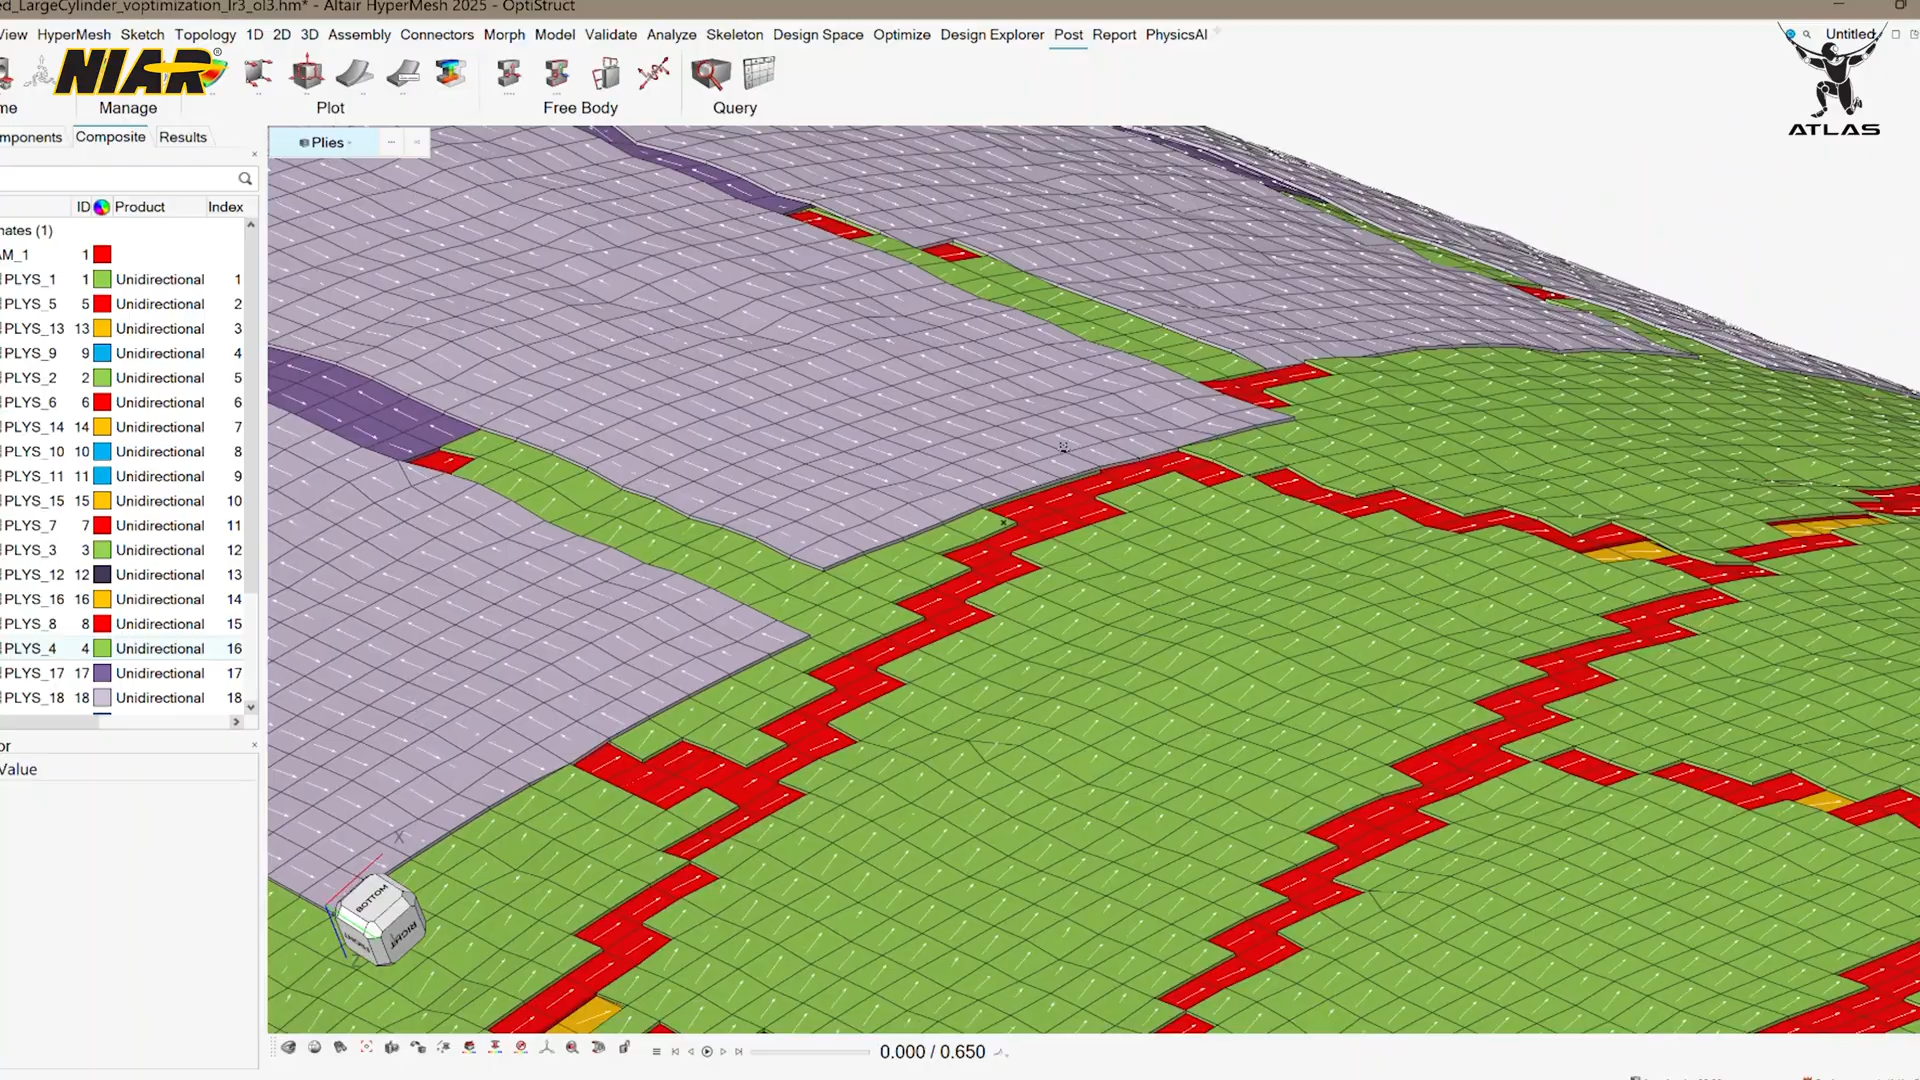 ed_LargeCylinder_voptimization_lr3_ol3.hm* - Altair HyperMesh 2025 - OptiStruct
View HyperMesh Sketch Topology 1D 2D 3D Assembly Connectors Morph Model Validate Analyze Skeleton Design Space Optimize Design Explorer Post Report PhysicsAI Untitled
NIAR®
me Manage Plot Free Body Query
ATLAS
mponents Composite Results
Plies
ID Product Index
nates (1)
AM_1 1
PLYS_1 1 Unidirectional 1
PLYS_5 5 Unidirectional 2
PLYS_13 13 Unidirectional 3
PLYS_9 9 Unidirectional 4
PLYS_2 2 Unidirectional 5
PLYS_6 6 Unidirectional 6
PLYS_14 14 Unidirectional 7
PLYS_10 10 Unidirectional 8
PLYS_11 11 Unidirectional 9
PLYS_15 15 Unidirectional 10
PLYS_7 7 Unidirectional 11
PLYS_3 3 Unidirectional 12
PLYS_12 12 Unidirectional 13
PLYS_16 16 Unidirectional 14
PLYS_8 8 Unidirectional 15
PLYS_4 4 Unidirectional 16
PLYS_17 17 Unidirectional 17
PLYS_18 18 Unidirectional 18
or
Value
X
BOTTOM
FRONT RIGHT
Z
0.000 / 0.650